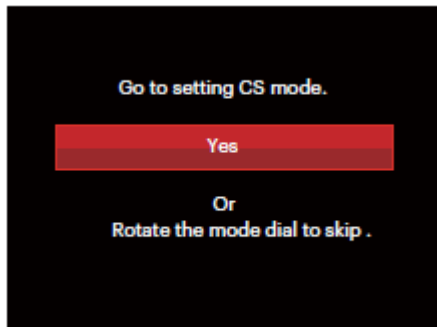 Go to setting CS mode.
Yes
Or
Rotate the mode dial to skip .